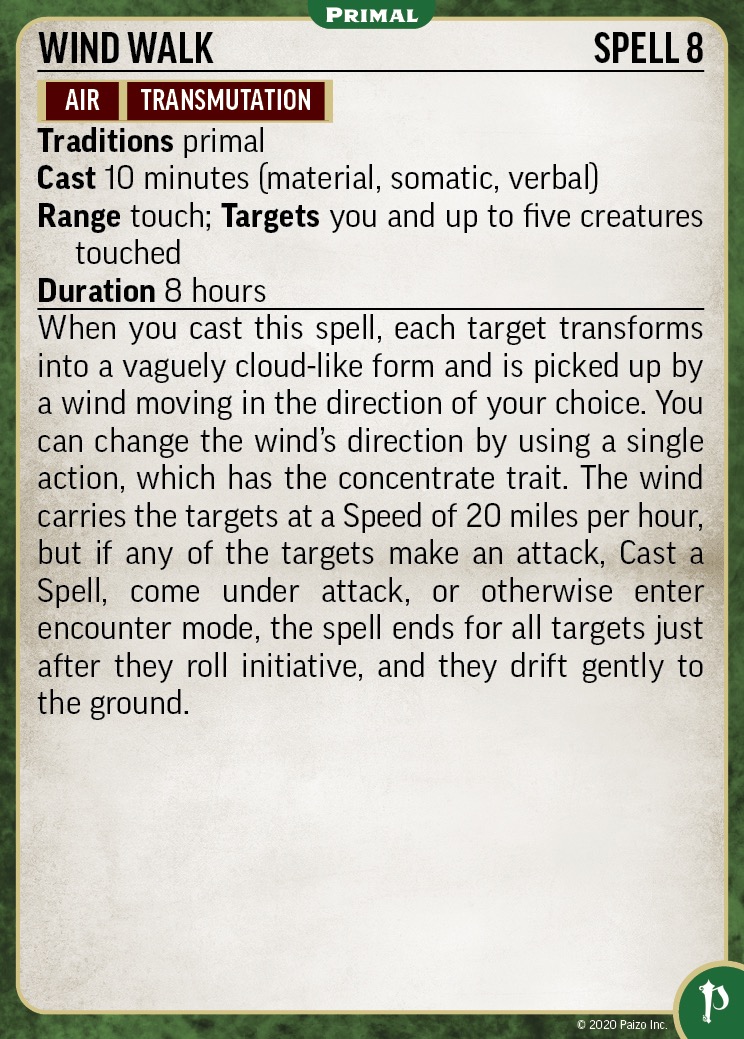 PRIMAL
WIND WALK SPELL 8
AIR TRANSMUTATION
Traditions primal
Cast 10 minutes (material, somatic, verbal)
Range touch; Targets you and up to five creatures
touched
Duration 8 hours
When you cast this spell, each target transforms
into a vaguely cloud-like form and is picked up by
a wind moving in the direction of your choice. You
can change the wind’s direction by using a single
action, which has the concentrate trait. The wind
carries the targets at a Speed of 20 miles per hour,
but if any of the targets make an attack, Cast a
Spell, come under attack, or otherwise enter
encounter mode, the spell ends for all targets just
after they roll initiative, and they drift gently to
the ground.
P
© 2020 Paizo Inc.